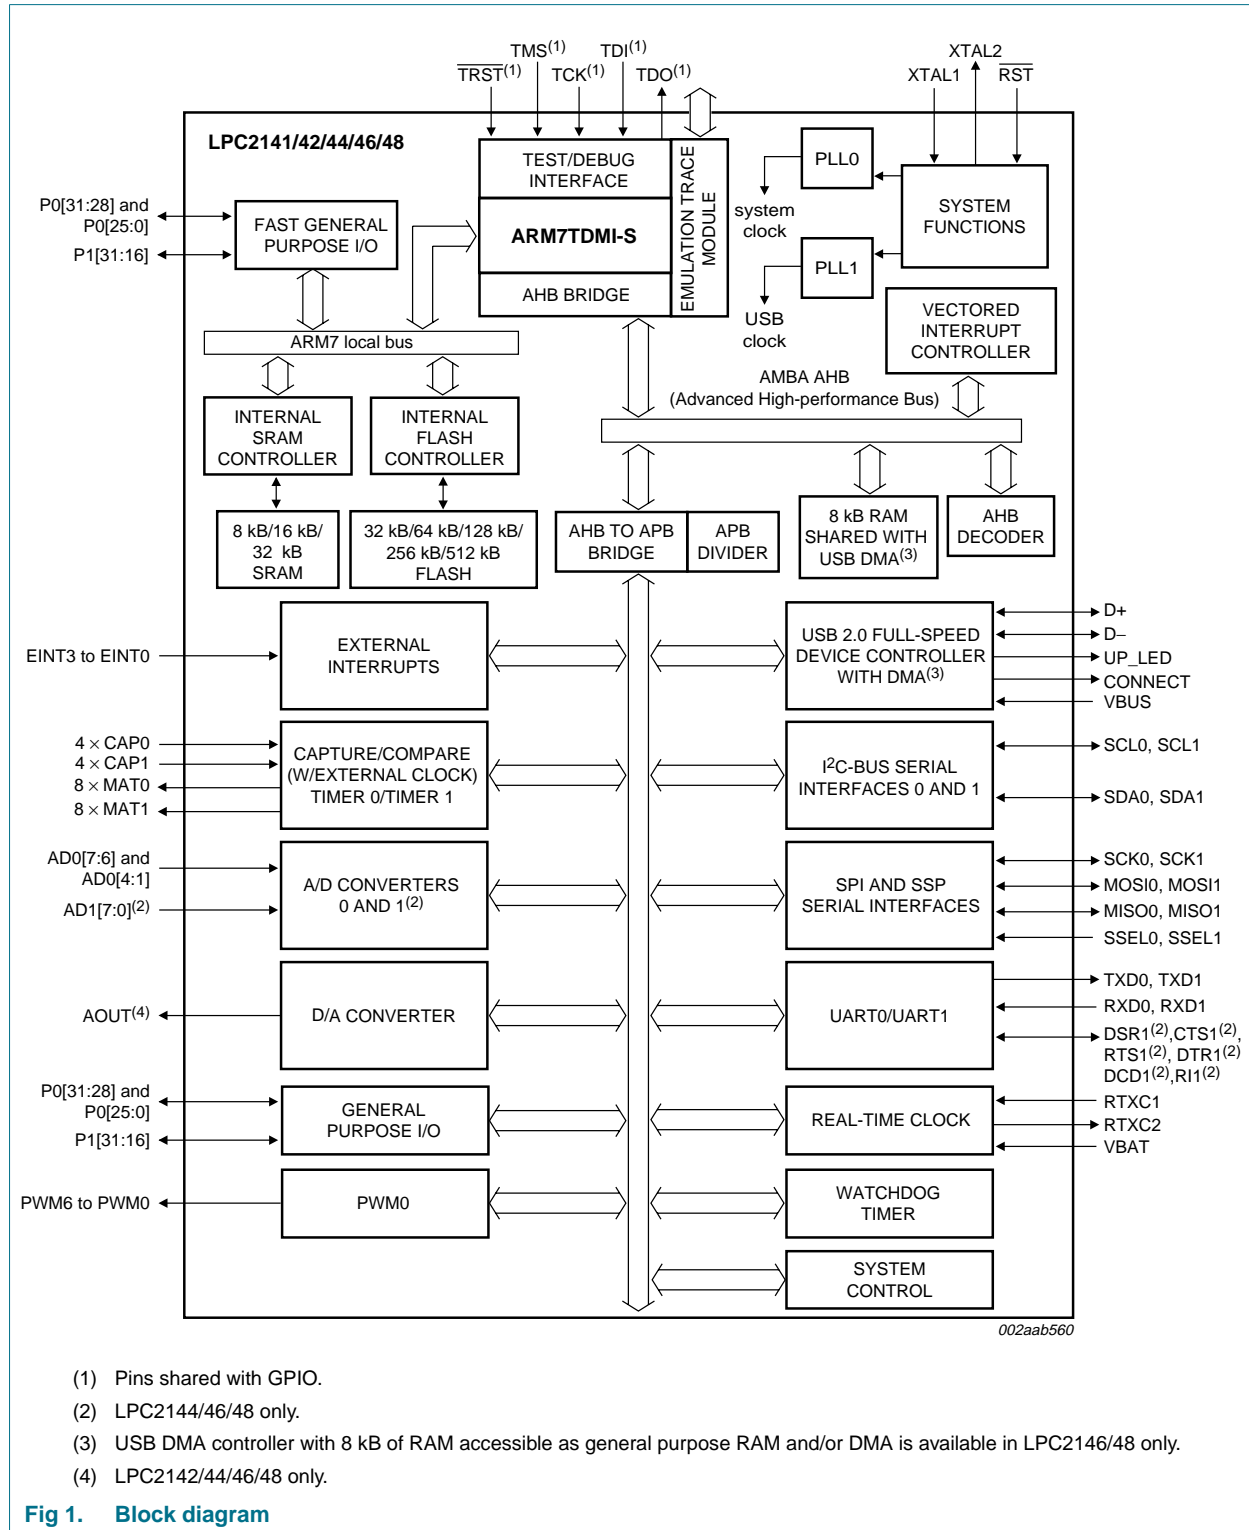 TMS(1) TDI(1) XTAL2
TRST(1) TCK(1) TDO(1) XTAL1 RST
LPC2141/42/44/46/48
TEST/DEBUG
INTERFACE
ARM7TDMI-S
AHB BRIDGE
EMULATION TRACE
MODULE
PLL0
system
clock
PLL1
USB
clock
SYSTEM
FUNCTIONS
VECTORED
INTERRUPT
CONTROLLER
P0[31:28] and
P0[25:0]
P1[31:16]
FAST GENERAL
PURPOSE I/O
ARM7 local bus
AMBA AHB
(Advanced High-performance Bus)
INTERNAL
SRAM
CONTROLLER
INTERNAL
FLASH
CONTROLLER
8 kB/16 kB/
32 kB
SRAM
32 kB/64 kB/128 kB/
256 kB/512 kB
FLASH
AHB TO APB
BRIDGE
APB
DIVIDER
8 kB RAM
SHARED WITH
USB DMA(3)
AHB
DECODER
EINT3 to EINT0
EXTERNAL
INTERRUPTS
USB 2.0 FULL-SPEED
DEVICE CONTROLLER
WITH DMA(3)
D+
D−
UP_LED
CONNECT
VBUS
4 × CAP0
4 × CAP1
8 × MAT0
8 × MAT1
CAPTURE/COMPARE
(W/EXTERNAL CLOCK)
TIMER 0/TIMER 1
I2C-BUS SERIAL
INTERFACES 0 AND 1
SCL0, SCL1
SDA0, SDA1
AD0[7:6] and
AD0[4:1]
AD1[7:0](2)
A/D CONVERTERS
0 AND 1(2)
SPI AND SSP
SERIAL INTERFACES
SCK0, SCK1
MOSI0, MOSI1
MISO0, MISO1
SSEL0, SSEL1
AOUT(4)
D/A CONVERTER
UART0/UART1
TXD0, TXD1
RXD0, RXD1
DSR1(2),CTS1(2),
RTS1(2), DTR1(2)
DCD1(2),RI1(2)
P0[31:28] and
P0[25:0]
P1[31:16]
GENERAL
PURPOSE I/O
REAL-TIME CLOCK
RTXC1
RTXC2
VBAT
PWM6 to PWM0
PWM0
WATCHDOG
TIMER
SYSTEM
CONTROL
002aab560
(1) Pins shared with GPIO.
(2) LPC2144/46/48 only.
(3) USB DMA controller with 8 kB of RAM accessible as general purpose RAM and/or DMA is available in LPC2146/48 only.
(4) LPC2142/44/46/48 only.
Fig 1. Block diagram